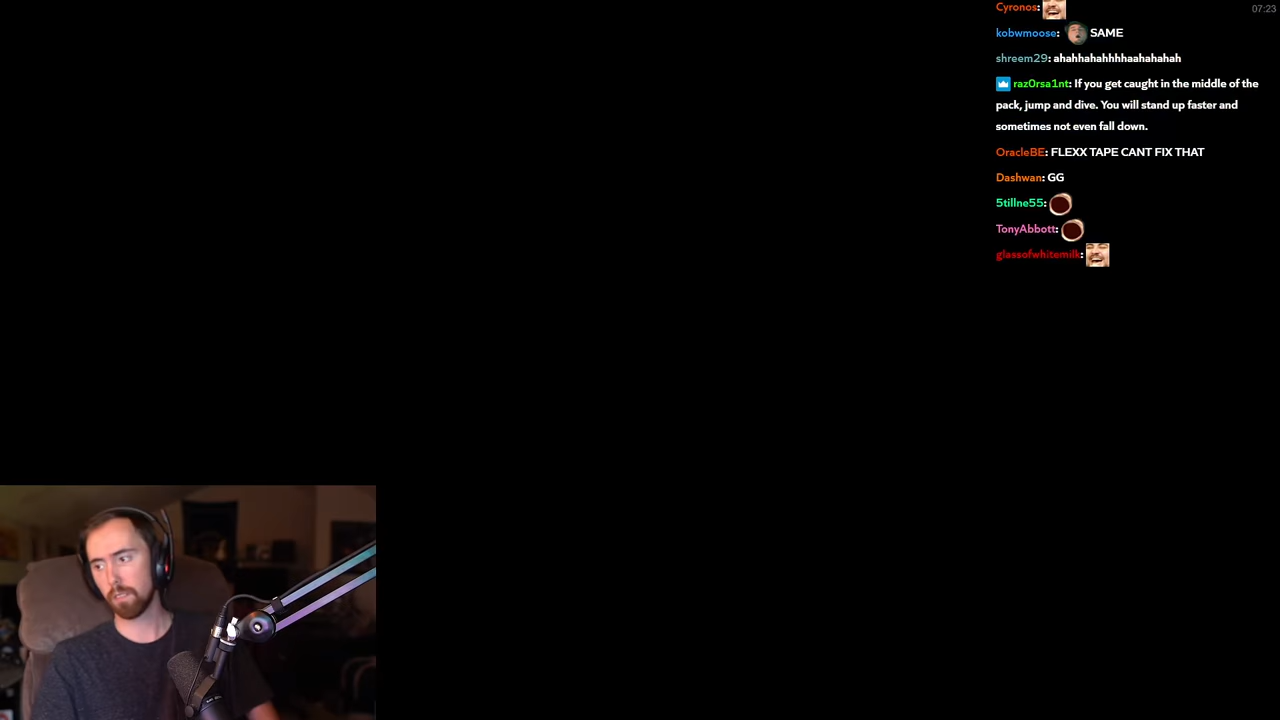 Cyronos:
07:23
kobwmoose: SAME
shreem29: ahahhahahhhhaahahahah
raz0rsa1nt: If you get caught in the middle of the
pack, jump and dive. You will stand up faster and
sometimes not even fall down.
OracleBE: FLEXX TAPE CANT FIX THAT
Dashwan: GG
5tillne55:
TonyAbbott:
glassofwhitemilk: